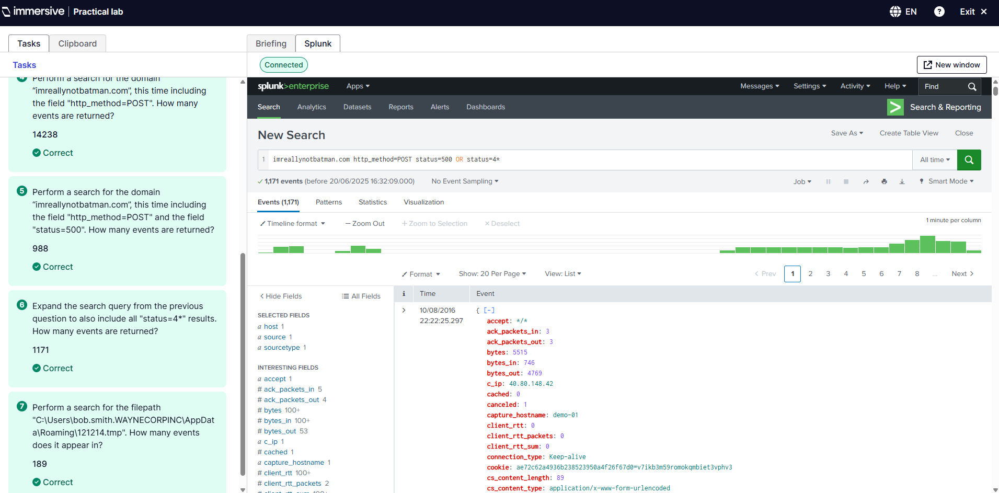 immersive | Practical lab
EN
? Exit ×
Tasks
Clipboard
Briefing
Splunk
Tasks
Connected
New window
4 Perform a search for the domain
“imreallynotbatman.com”, this time including
the field "http_method=POST". How many
events are returned?
14238
Correct
5 Perform a search for the domain
“imreallynotbatman.com”, this time including
the field "http_method=POST" and the field
"status=500". How many events are returned?
988
Correct
6 Expand the search query from the previous
question to also include all "status=4*" results.
How many events are returned?
1171
Correct
7 Perform a search for the filepath
"C:\Users\bob.smith.WAYNECORPINC\AppDat
a\Roaming\121214.tmp". How many events
does it appear in?
189
Correct
splunk>enterprise Apps
Messages Settings Activity Help Find
Search Analytics Datasets Reports Alerts Dashboards
> Search & Reporting
New Search
Save As Create Table View Close
1 imreallynotbatman.com http_method=POST status=500 OR status=4*
All time
1,171 events (before 20/06/2025 16:32:09.000) No Event Sampling
Job Smart Mode
Events (1,171) Patterns Statistics Visualization
Timeline format — Zoom Out + Zoom to Selection × Deselect
1 minute per column
Format Show: 20 Per Page View: List
< Prev 1 2 3 4 5 6 7 8 ... Next >
< Hide Fields All Fields
SELECTED FIELDS
a host 1
a source 1
a sourcetype 1
INTERESTING FIELDS
a accept 1
# ack_packets_in 5
# ack_packets_out 4
# bytes 100+
# bytes_in 100+
# bytes_out 53
a c_ip 1
# cached 1
a capture_hostname 1
# client_rtt 100+
# client_rtt_packets 2
# client_rtt_sum 100+
i Time Event
> 10/08/2016
22:22:25.297
{ [-]
accept: */*
ack_packets_in: 3
ack_packets_out: 3
bytes: 5515
bytes_in: 746
bytes_out: 4769
c_ip: 40.80.148.42
cached: 0
canceled: 1
capture_hostname: demo-01
client_rtt: 0
client_rtt_packets: 0
client_rtt_sum: 0
connection_type: Keep-alive
cookie: ae72c62a4936b238523950a4f26f67d0=v7ikb3m59romokqmbiet3vphv3
cs_content_length: 89
cs_content_type: application/x-www-form-urlencoded